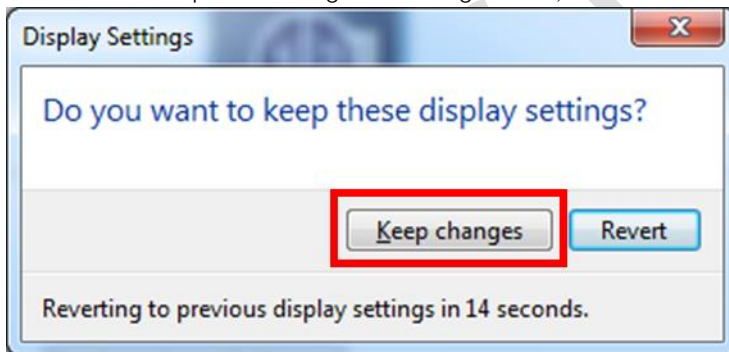 Display Settings
Do you want to keep these display settings?
Keep changes Revert
Reverting to previous display settings in 14 seconds.